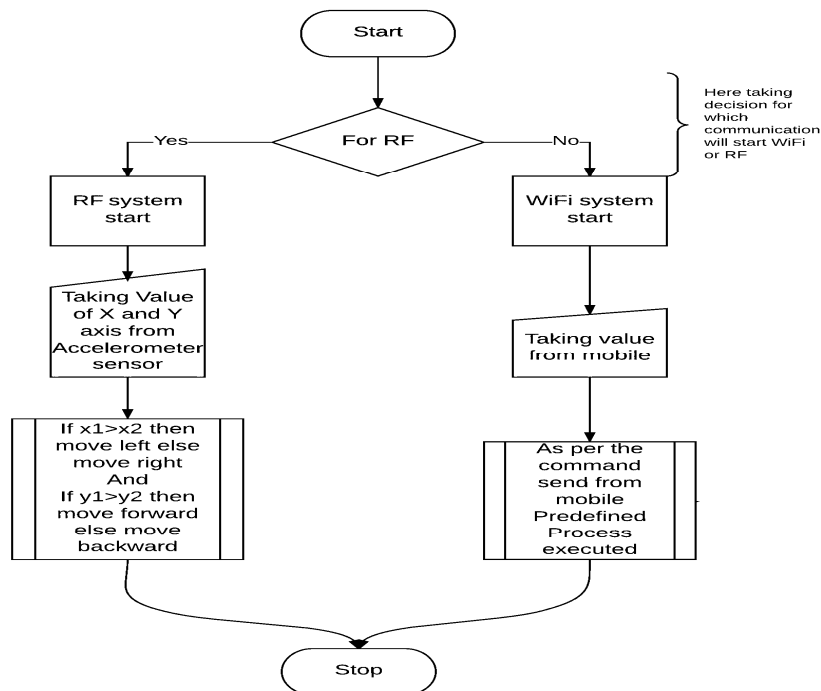 Start
For RF
Yes
No
Here taking
decision for
which
communication
will start WiFi
or RF
RF system
start
WiFi system
start
Taking Value
of X and Y
axis from
Accelerometer
sensor
Taking value
from mobile
If x1>x2 then
move left else
move right
And
If y1>y2 then
move forward
else move
backward
As per the
command
send from
mobile
Predefined
Process
executed
Stop